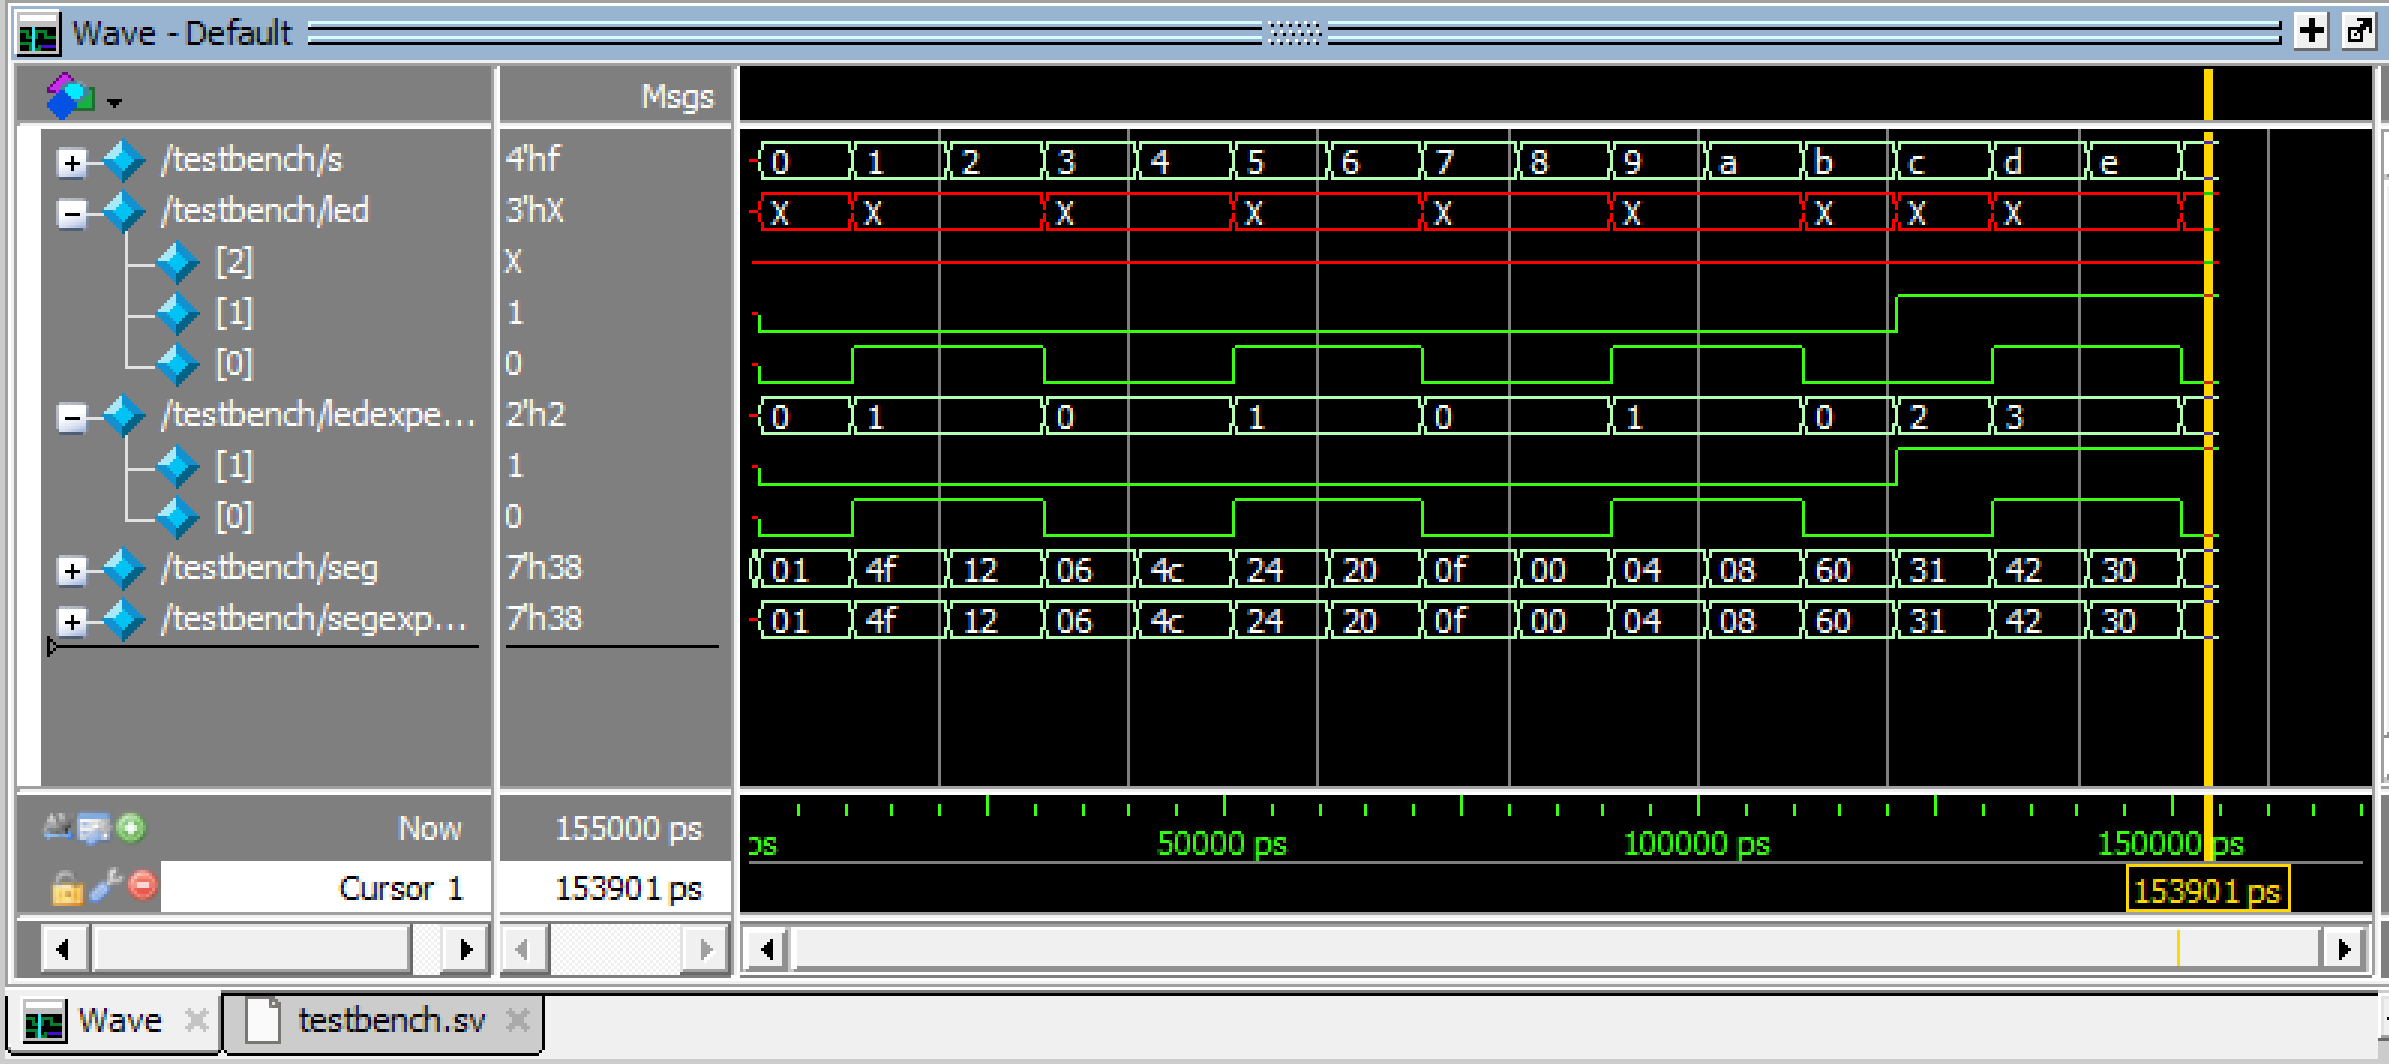 Wave - Default
Msgs
/testbench/s 4'hf 0 1 2 3 4 5 6 7 8 9 a b c d e
/testbench/led 3'hX X X X X X X X X X
[2] X
[1] 1
[0] 0
/testbench/ledexpe... 2'h2 0 1 0 1 0 1 0 2 3
[1] 1
[0] 0
/testbench/seg 7'h38 01 4f 12 06 4c 24 20 0f 00 04 08 60 31 42 30
/testbench/segexp... 7'h38 01 4f 12 06 4c 24 20 0f 00 04 08 60 31 42 30
Now 155000 ps ps 50000 ps 100000 ps 150000 ps
Cursor 1 153901 ps 153901 ps
Wave testbench.sv